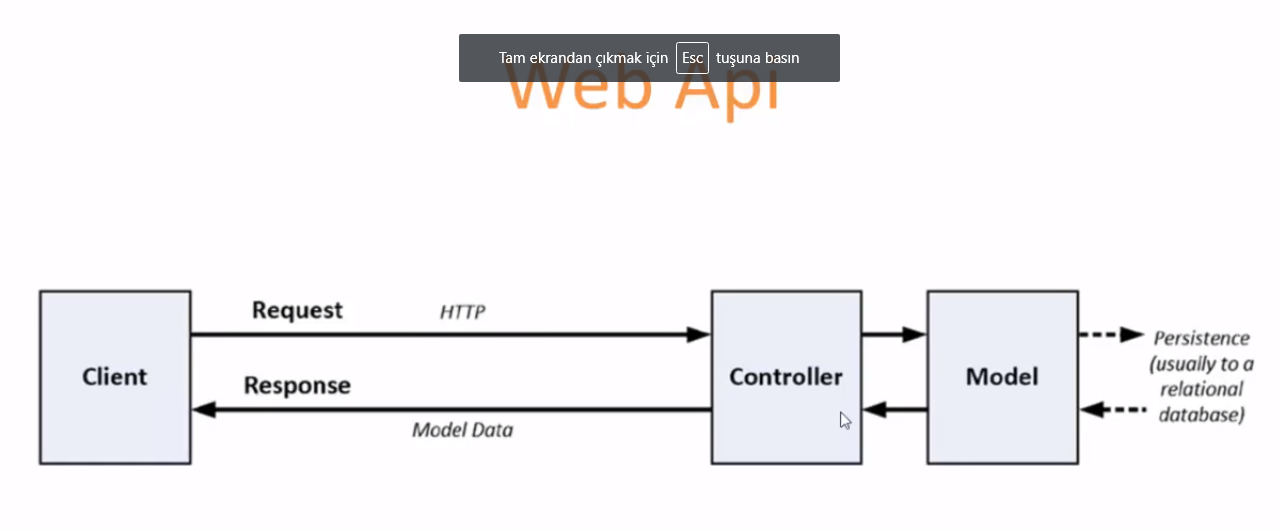 Tam ekrandan çıkmak için Esc tuşuna basın
Web Api
Request
HTTP
Client
Response
Model Data
Controller
Model
Persistence
(usually to a
relational
database)